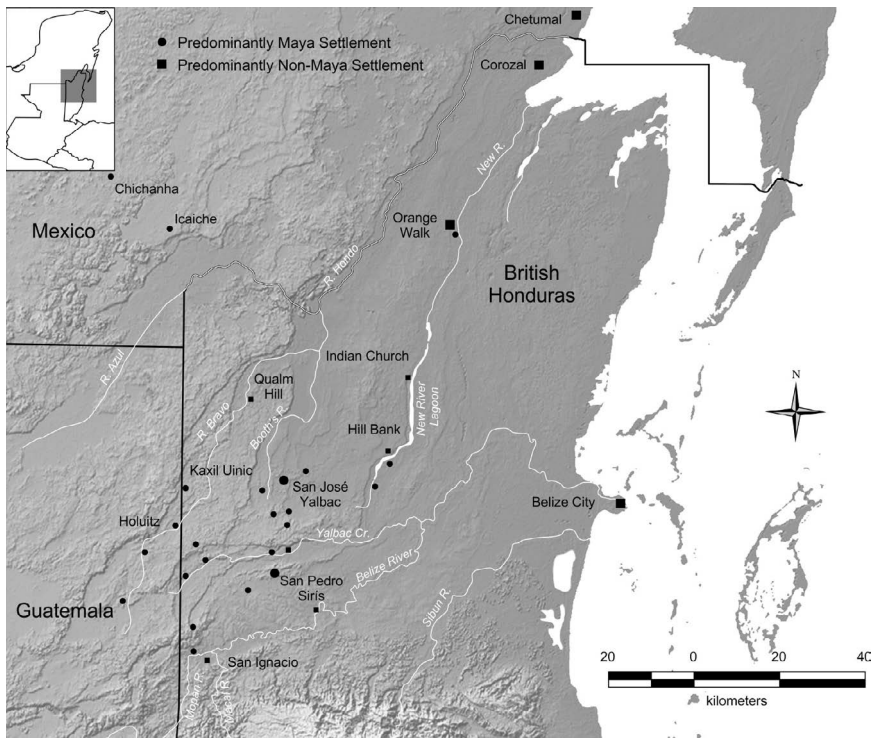 Chetumal
Predominantly Maya Settlement
Predominantly Non-Maya Settlement
Corozal
New R.
Chichanha
Icaiche
Mexico
Orange
Walk
R. Hondo
British
Honduras
R. Azul
Indian Church
Qualm
Hill
New River
Lagoon
R. Bravo
Booth's R.
Hill Bank
N
Kaxil Uinic
San José
Yalbac
Belize City
Holuitz
Yalbac Cr.
Belize River
San Pedro
Siris
Guatemala
Sibun R.
San Ignacio
Mopan R.
Macal R.
20 0 20 40
kilometers